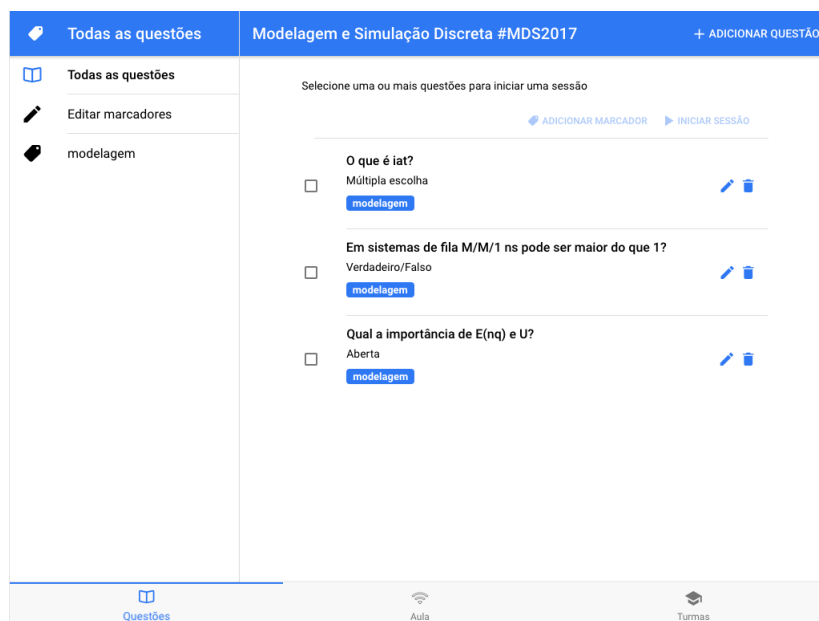 Todas as questões
Modelagem e Simulação Discreta #MDS2017
+ ADICIONAR QUESTÃO
Todas as questões
Editar marcadores
modelagem
Selecione uma ou mais questões para iniciar uma sessão
ADICIONAR MARCADOR
INICIAR SESSÃO
O que é iat?
Múltipla escolha
modelagem
Em sistemas de fila M/M/1 ns pode ser maior do que 1?
Verdadeiro/Falso
modelagem
Qual a importância de E(nq) e U?
Aberta
modelagem
Questões
Aula
Turmas